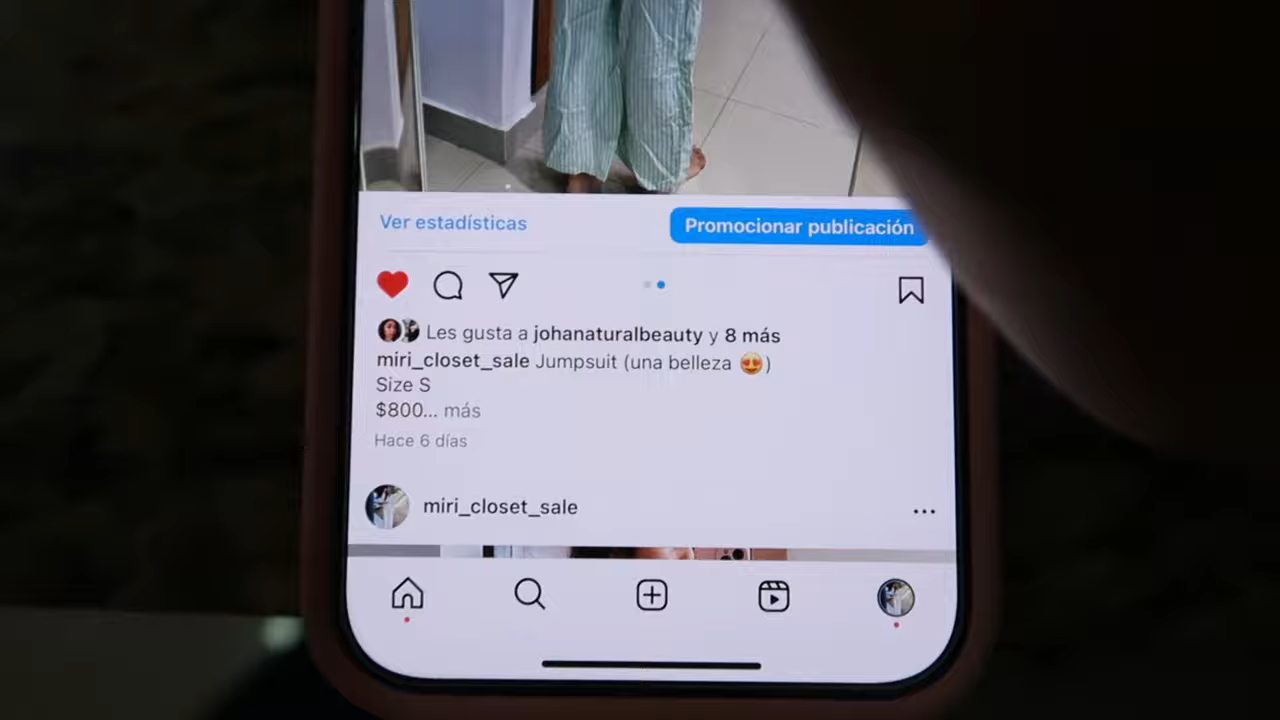 Ver estadísticas
Promocionar publicación
Les gusta a johanaturalbeauty y 8 más
miri_closet_sale Jumpsuit (una belleza 😍)
Size S
$800... más
Hace 6 días
miri_closet_sale